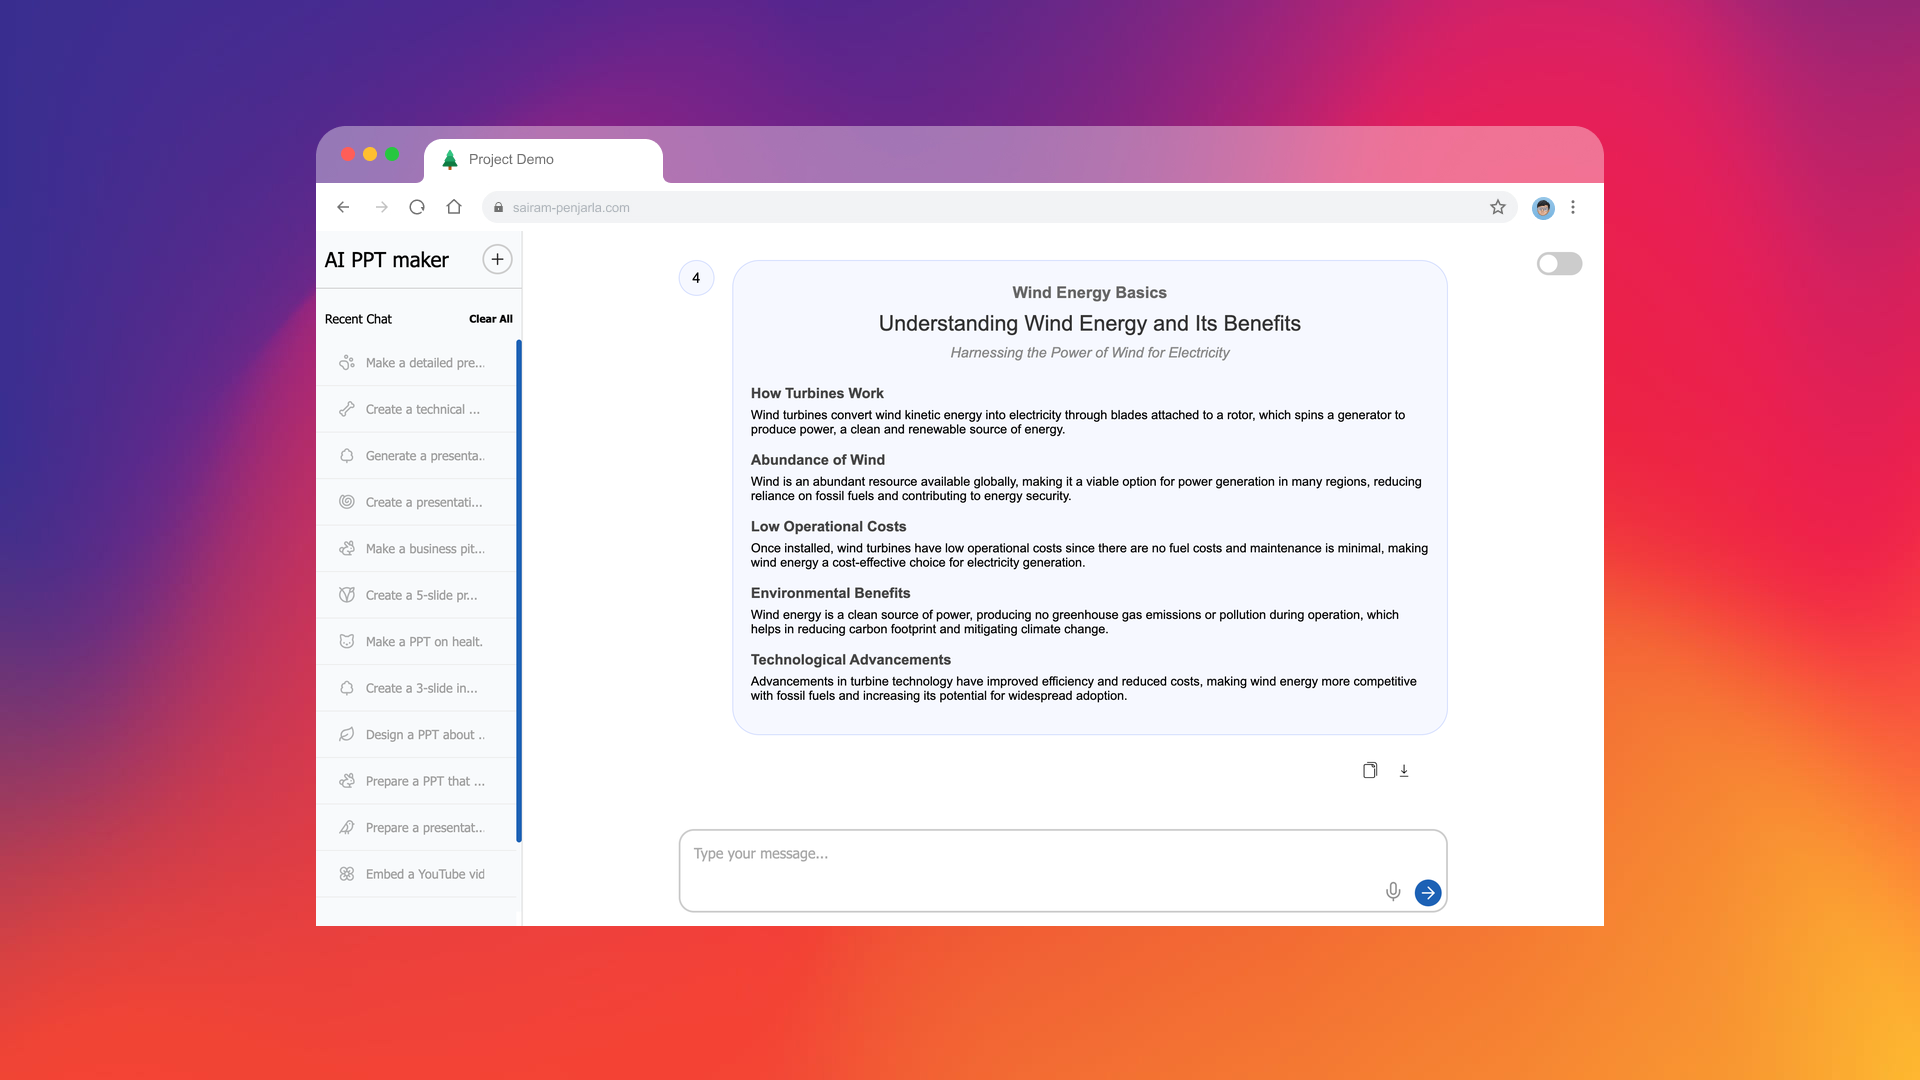 Project Demo
sairam-penjarla.com
AI PPT maker
Recent Chat
Clear All
Make a detailed pre...
Create a technical ...
Generate a presenta..
Create a presentati...
Make a business pit...
Create a 5-slide pr...
Make a PPT on healt.
Create a 3-slide in...
Design a PPT about ..
Prepare a PPT that ...
Prepare a presentat..
Embed a YouTube vid
4
Wind Energy Basics
Understanding Wind Energy and Its Benefits
Harnessing the Power of Wind for Electricity
How Turbines Work
Wind turbines convert wind kinetic energy into electricity through blades attached to a rotor, which spins a generator to
produce power, a clean and renewable source of energy.
Abundance of Wind
Wind is an abundant resource available globally, making it a viable option for power generation in many regions, reducing
reliance on fossil fuels and contributing to energy security.
Low Operational Costs
Once installed, wind turbines have low operational costs since there are no fuel costs and maintenance is minimal, making
wind energy a cost-effective choice for electricity generation.
Environmental Benefits
Wind energy is a clean source of power, producing no greenhouse gas emissions or pollution during operation, which
helps in reducing carbon footprint and mitigating climate change.
Technological Advancements
Advancements in turbine technology have improved efficiency and reduced costs, making wind energy more competitive
with fossil fuels and increasing its potential for widespread adoption.
Type your message...